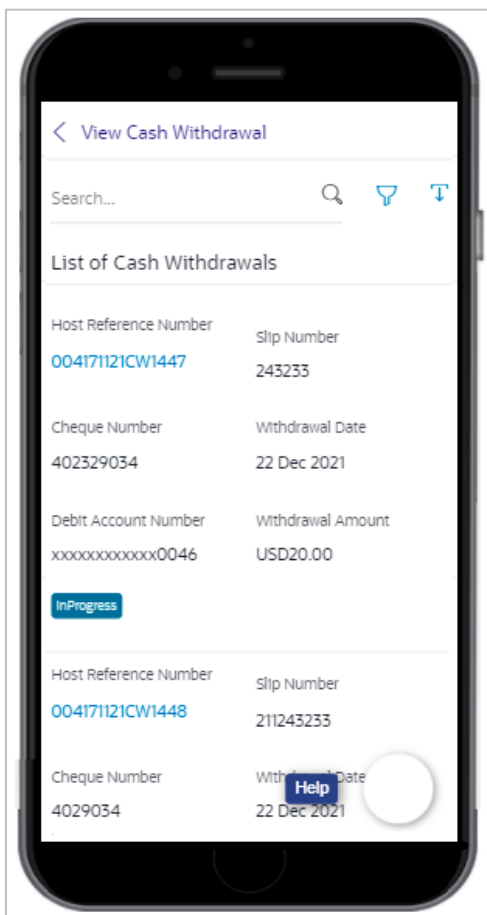 View Cash Withdrawal
Search...
List of Cash Withdrawals
Host Reference Number Slip Number
004171121CW1447 243233
Cheque Number Withdrawal Date
402329034 22 Dec 2021
Debit Account Number Withdrawal Amount
xxxxxxxxxxxx0046 USD20.00
InProgress
Host Reference Number Slip Number
004171121CW1448 211243233
Cheque Number Date
Help
4029034 22 Dec 2021